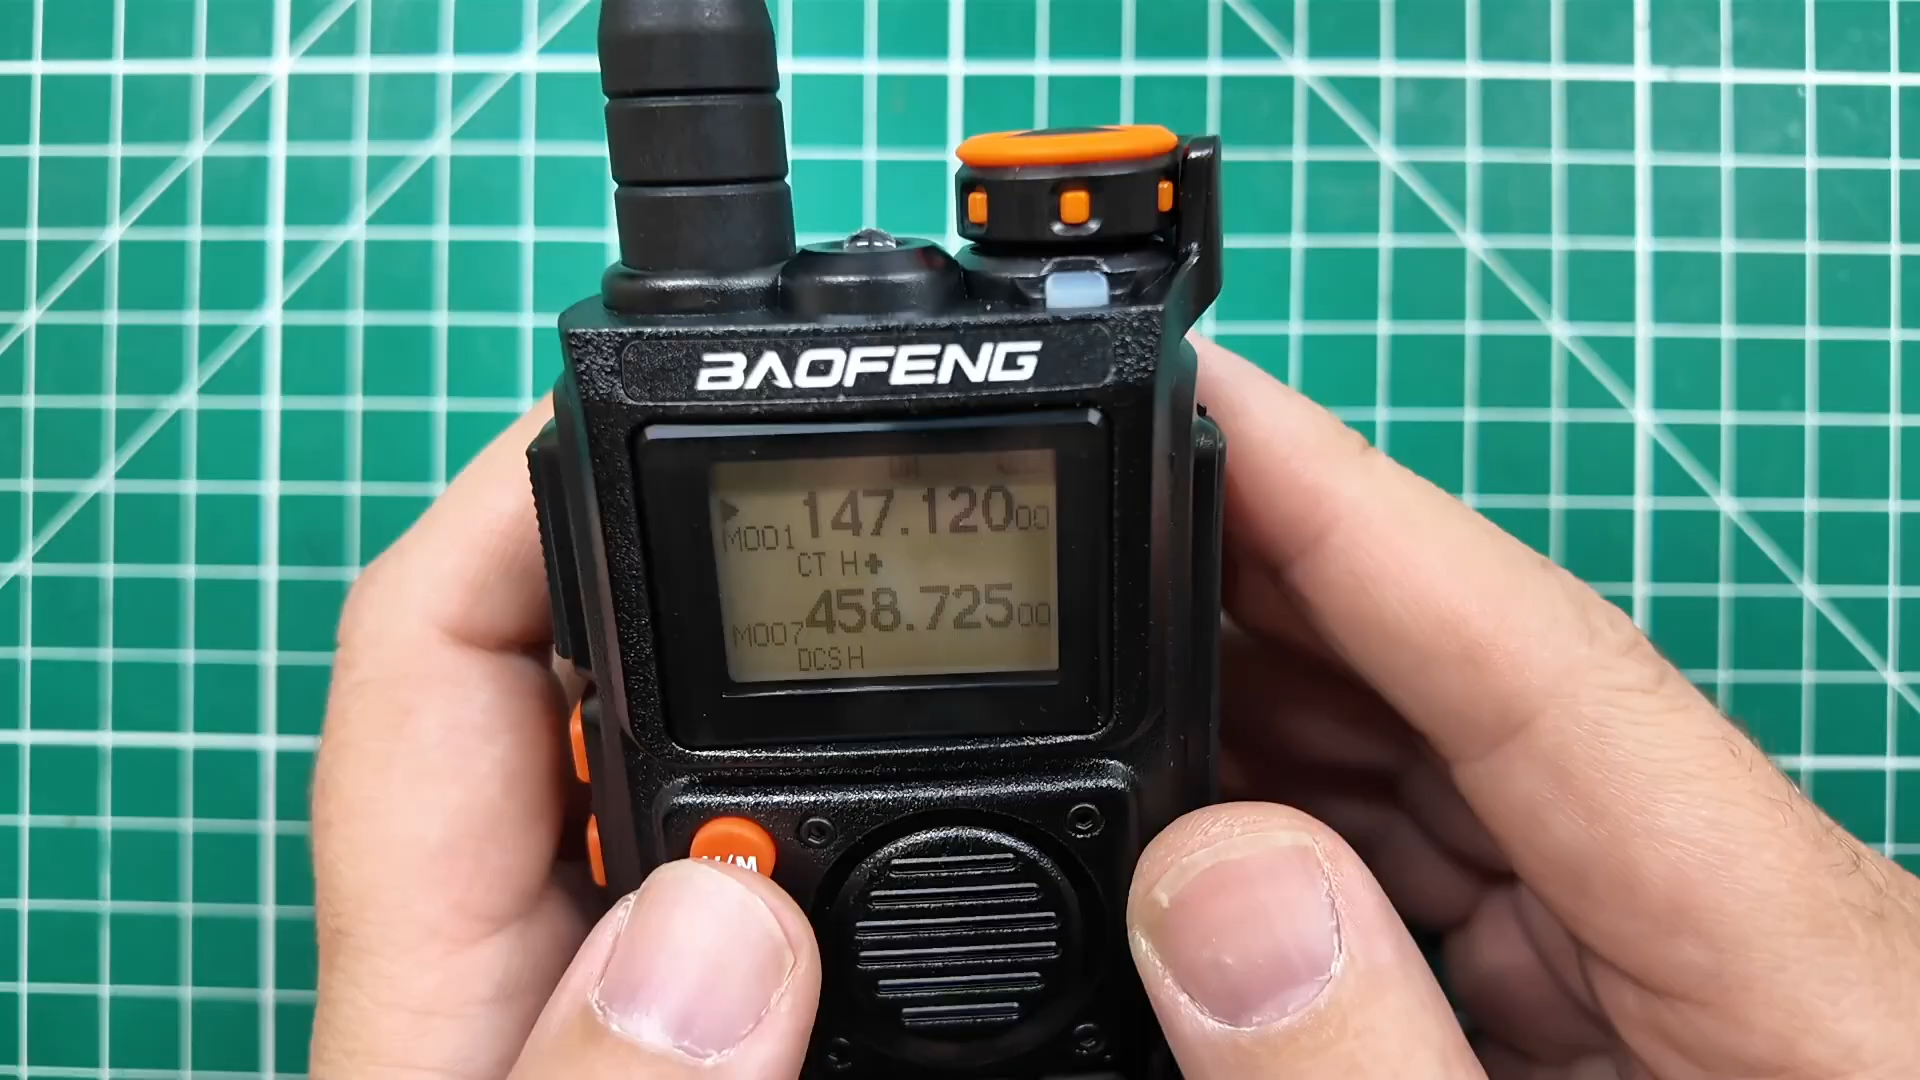 BAOFENG
147.12000
M001
CT H+
458.72500
M007
DCS H
/M